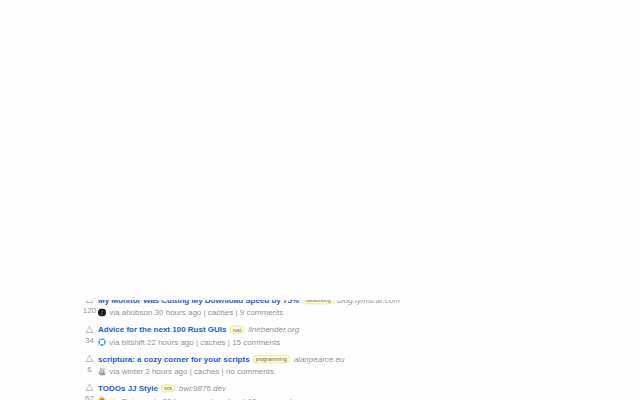 My Monitor Was Cutting My Download Speed by 75%
120 via abobson 30 hours ago | caches | 9 comments
Advice for the next 100 Rust GUIs rust linebender.org
34 via bitshift 22 hours ago | caches | 15 comments
scriptura: a cozy corner for your scripts programming alanpearce.eu
6 via winter 2 hours ago | caches | no comments
TODOs JJ Style vcs bwc9876.dev
62